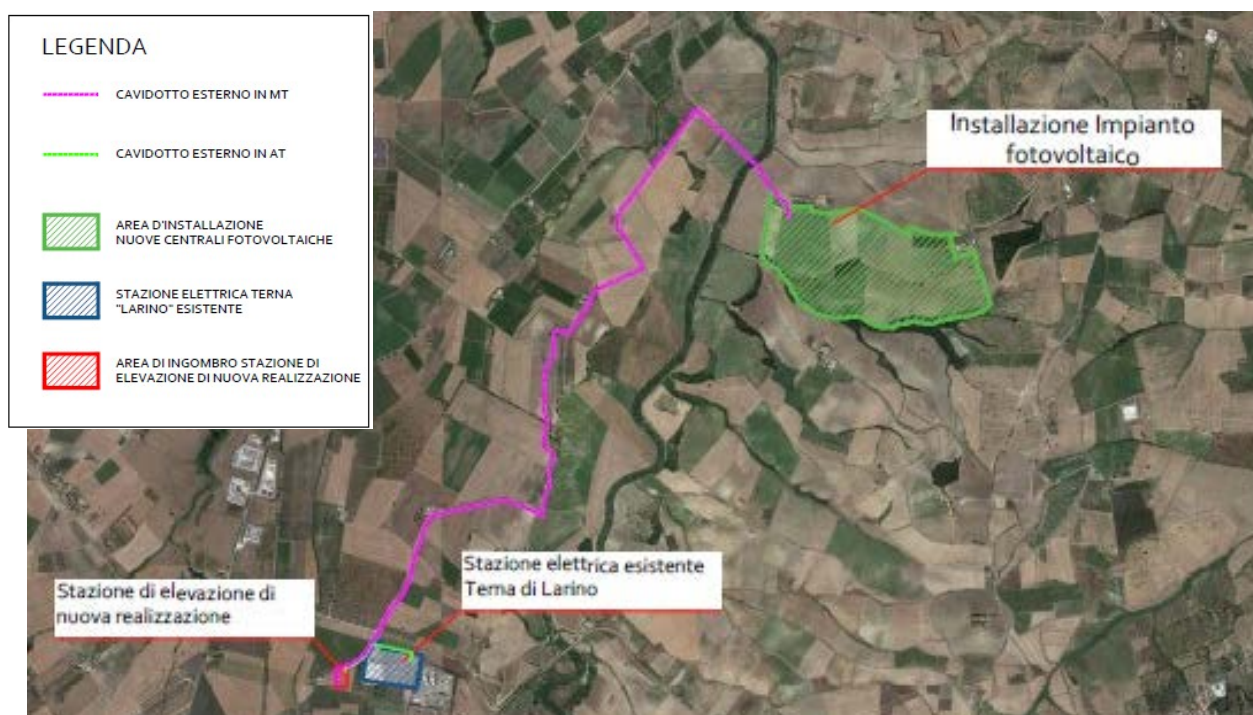 LEGENDA
CAVIDOTTO ESTERNO IN MT
CAVIDOTTO ESTERNO IN AT
AREA D'INSTALLAZIONE
NUOVE CENTRALI FOTOVOLTAICHE
STAZIONE ELETTRICA TERNA
"LARINO" ESISTENTE
AREA DI INGOMBRO STAZIONE DI
ELEVAZIONE DI NUOVA REALIZZAZIONE
Installazione Impianto
fotovoltaico
Stazione elettrica esistente
Terna di Larino
Stazione di elevazione di
nuova realizzazione